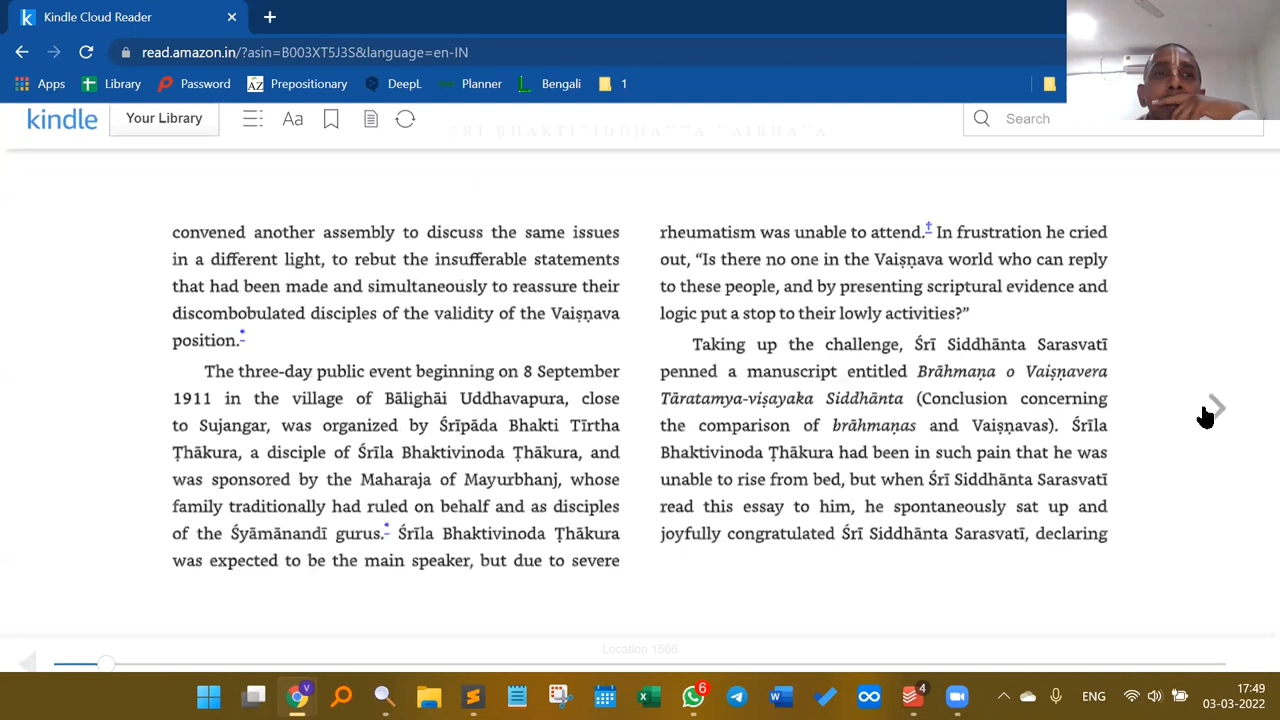 Kindle Cloud Reader
read.amazon.in/?asin=B003XT5J3S&language=en-IN
Apps Library Password Prepositionary DeepL Planner Bengali 1
kindle Your Library Aa Search
ŚRĪ BHAKTISIDDHĀNTA VAIBHAVA
convened another assembly to discuss the same issues
in a different light, to rebut the insufferable statements
that had been made and simultaneously to reassure their
discombobulated disciples of the validity of the Vaiṣṇava
position.*
The three-day public event beginning on 8 September
1911 in the village of Bālighāi Uddhavapura, close
to Sujangar, was organized by Śrīpāda Bhakti Tīrtha
Ṭhākura, a disciple of Śrīla Bhaktivinoda Ṭhākura, and
was sponsored by the Maharaja of Mayurbhanj, whose
family traditionally had ruled on behalf and as disciples
of the Śyāmānandī gurus.* Śrīla Bhaktivinoda Ṭhākura
was expected to be the main speaker, but due to severe
rheumatism was unable to attend.† In frustration he cried
out, “Is there no one in the Vaiṣṇava world who can reply
to these people, and by presenting scriptural evidence and
logic put a stop to their lowly activities?”
Taking up the challenge, Śrī Siddhānta Sarasvatī
penned a manuscript entitled Brāhmaṇa o Vaiṣṇavera
Tāratamya-viṣayaka Siddhānta (Conclusion concerning
the comparison of brāhmaṇas and Vaiṣṇavas). Śrīla
Bhaktivinoda Ṭhākura had been in such pain that he was
unable to rise from bed, but when Śrī Siddhānta Sarasvatī
read this essay to him, he spontaneously sat up and
joyfully congratulated Śrī Siddhānta Sarasvatī, declaring
Location 1566
6 4 ENG 17:49
03-03-2022